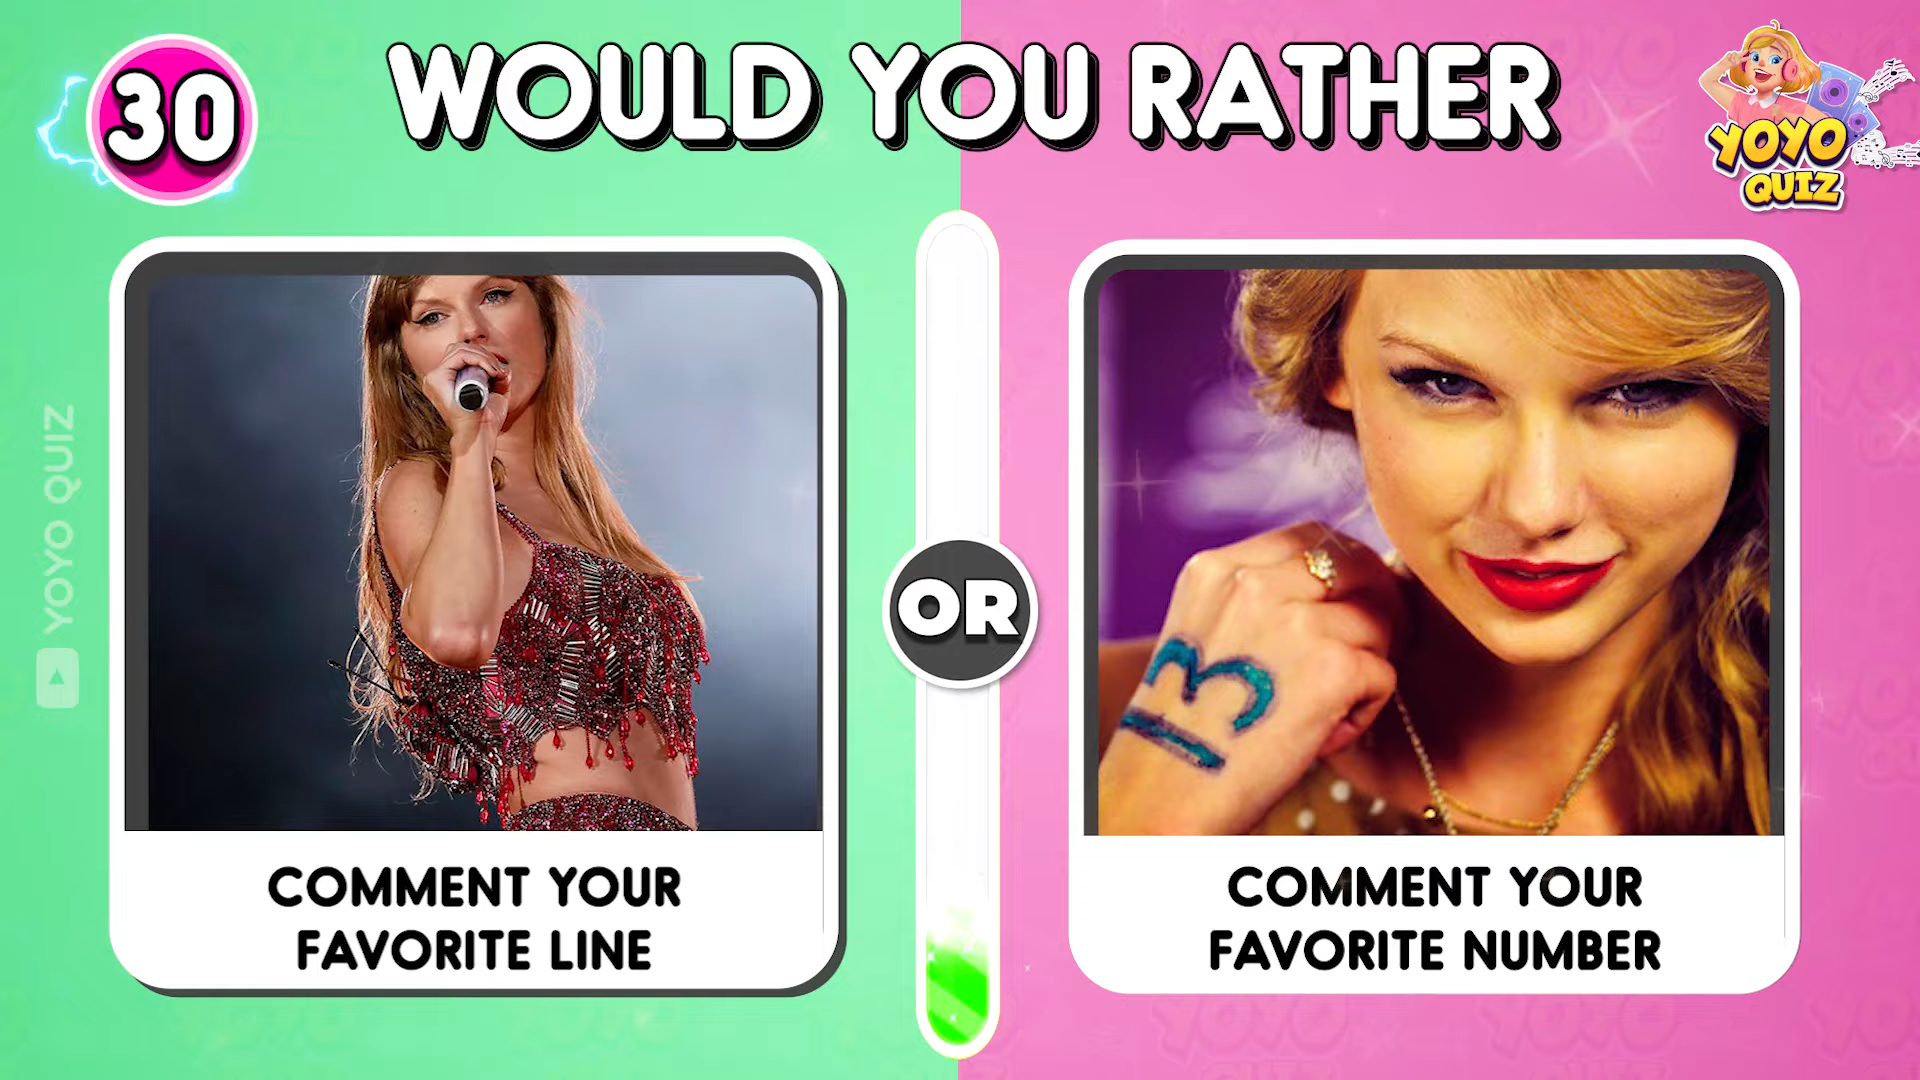 30
WOULD YOU RATHER
YOYO
QUIZ
YOYO QUIZ
OR
13
COMMENT YOUR
FAVORITE LINE
COMMENT YOUR
FAVORITE NUMBER